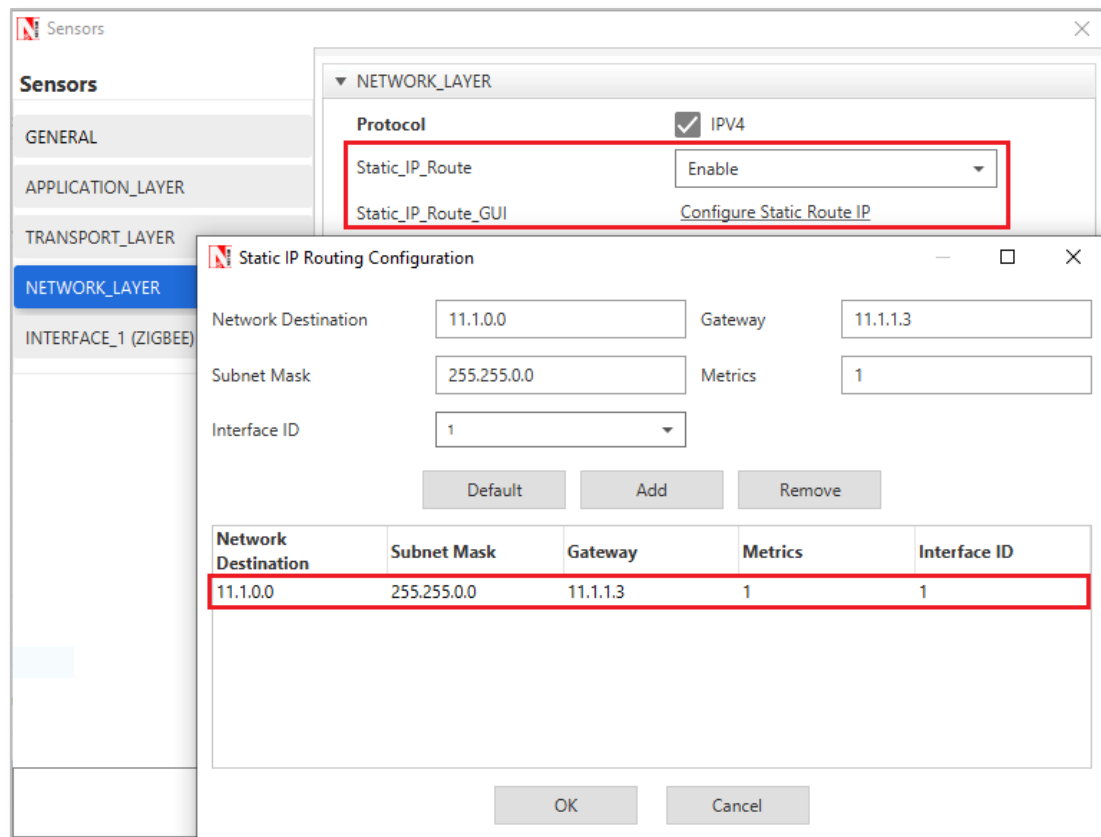 Sensors
Sensors
GENERAL
APPLICATION_LAYER
TRANSPORT_LAYER
NETWORK_LAYER
INTERFACE_1 (ZIGBEE)
NETWORK_LAYER
Protocol IPV4
Static_IP_Route Enable
Static_IP_Route_GUI Configure Static Route IP
Static IP Routing Configuration
Network Destination 11.1.0.0 Gateway 11.1.1.3
Subnet Mask 255.255.0.0 Metrics 1
Interface ID 1
Default Add Remove
Network
Destination Subnet Mask Gateway Metrics Interface ID
11.1.0.0 255.255.0.0 11.1.1.3 1 1
OK Cancel